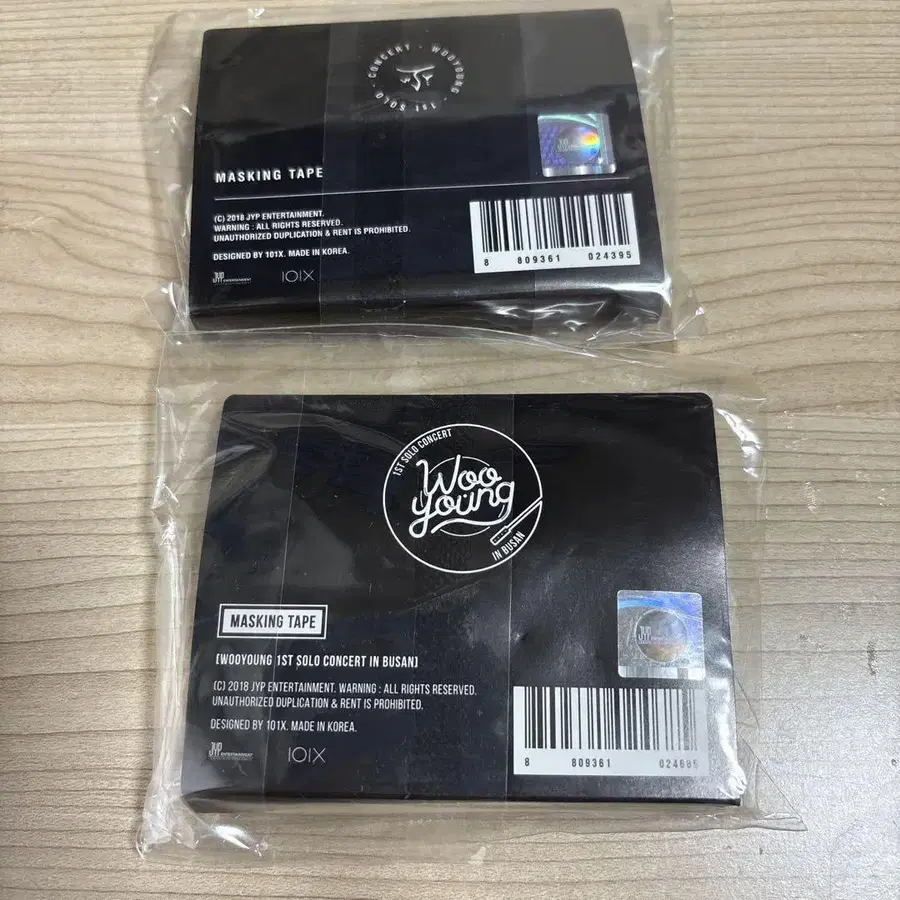 CONCERT · WOOYOUNG · 1st SOLO ·
MASKING TAPE
(C) 2018 JYP ENTERTAINMENT.
WARNING : ALL RIGHTS RESERVED.
UNAUTHORIZED DUPLICATION & RENT IS PROHIBITED.
DESIGNED BY 101X. MADE IN KOREA.
JYP ENTERTAINMENT
101X
JYP
8 809361 024395
1ST SOLO CONCERT
Woo
young
IN BUSAN
MASKING TAPE
[WOOYOUNG 1ST SOLO CONCERT IN BUSAN]
(C) 2018 JYP ENTERTAINMENT. WARNING : ALL RIGHTS RESERVED.
UNAUTHORIZED DUPLICATION & RENT IS PROHIBITED.
DESIGNED BY 101X. MADE IN KOREA.
JYP ENTERTAINMENT
101X
JYP
8 809361 024695